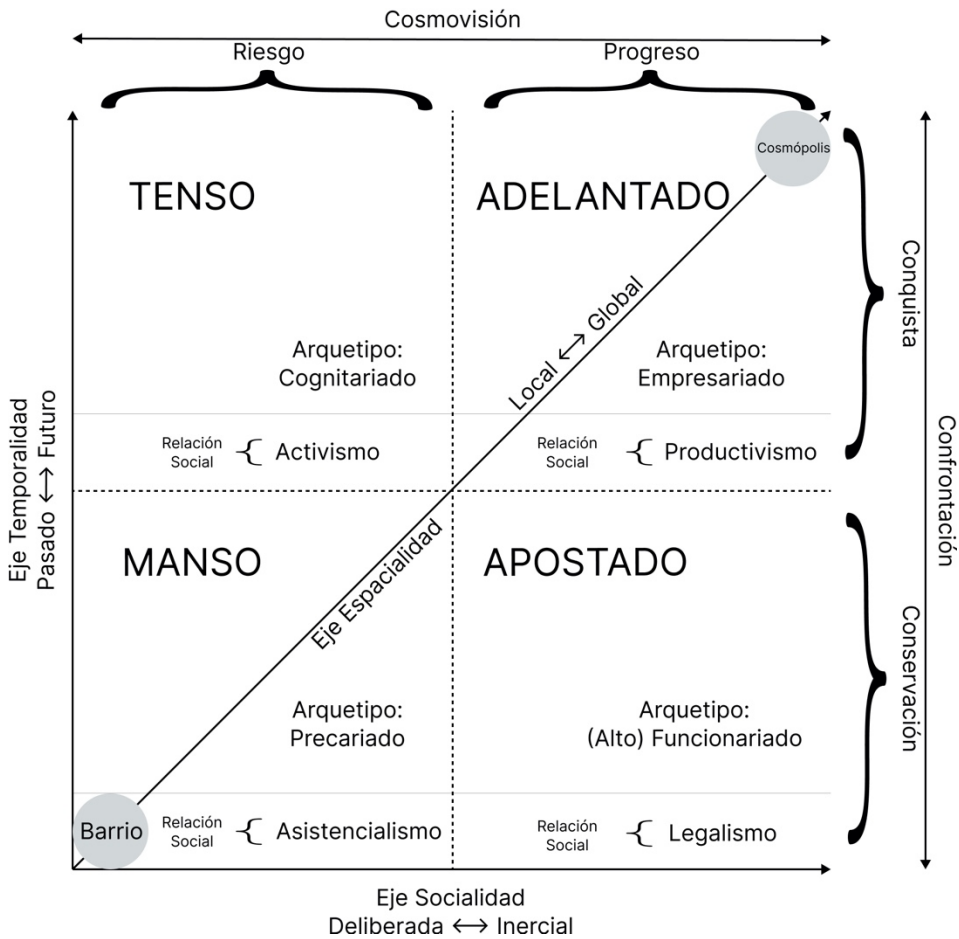 Cosmovisión
Riesgo
Progreso
Cosmópolis
TENSO
ADELANTADO
Conquista
Local ⟷ Global
Arquetipo:
Cognitariado
Arquetipo:
Empresariado
Relación
Social
Activismo
Relación
Social
Productivismo
Eje Temporalidad
Pasado ⟷ Futuro
Confrontación
MANSO
APOSTADO
Eje Espacialidad
Conservación
Arquetipo:
Precariado
Arquetipo:
(Alto) Funcionariado
Barrio
Relación
Social
Asistencialismo
Relación
Social
Legalismo
Eje Socialidad
Deliberada ⟷ Inercial